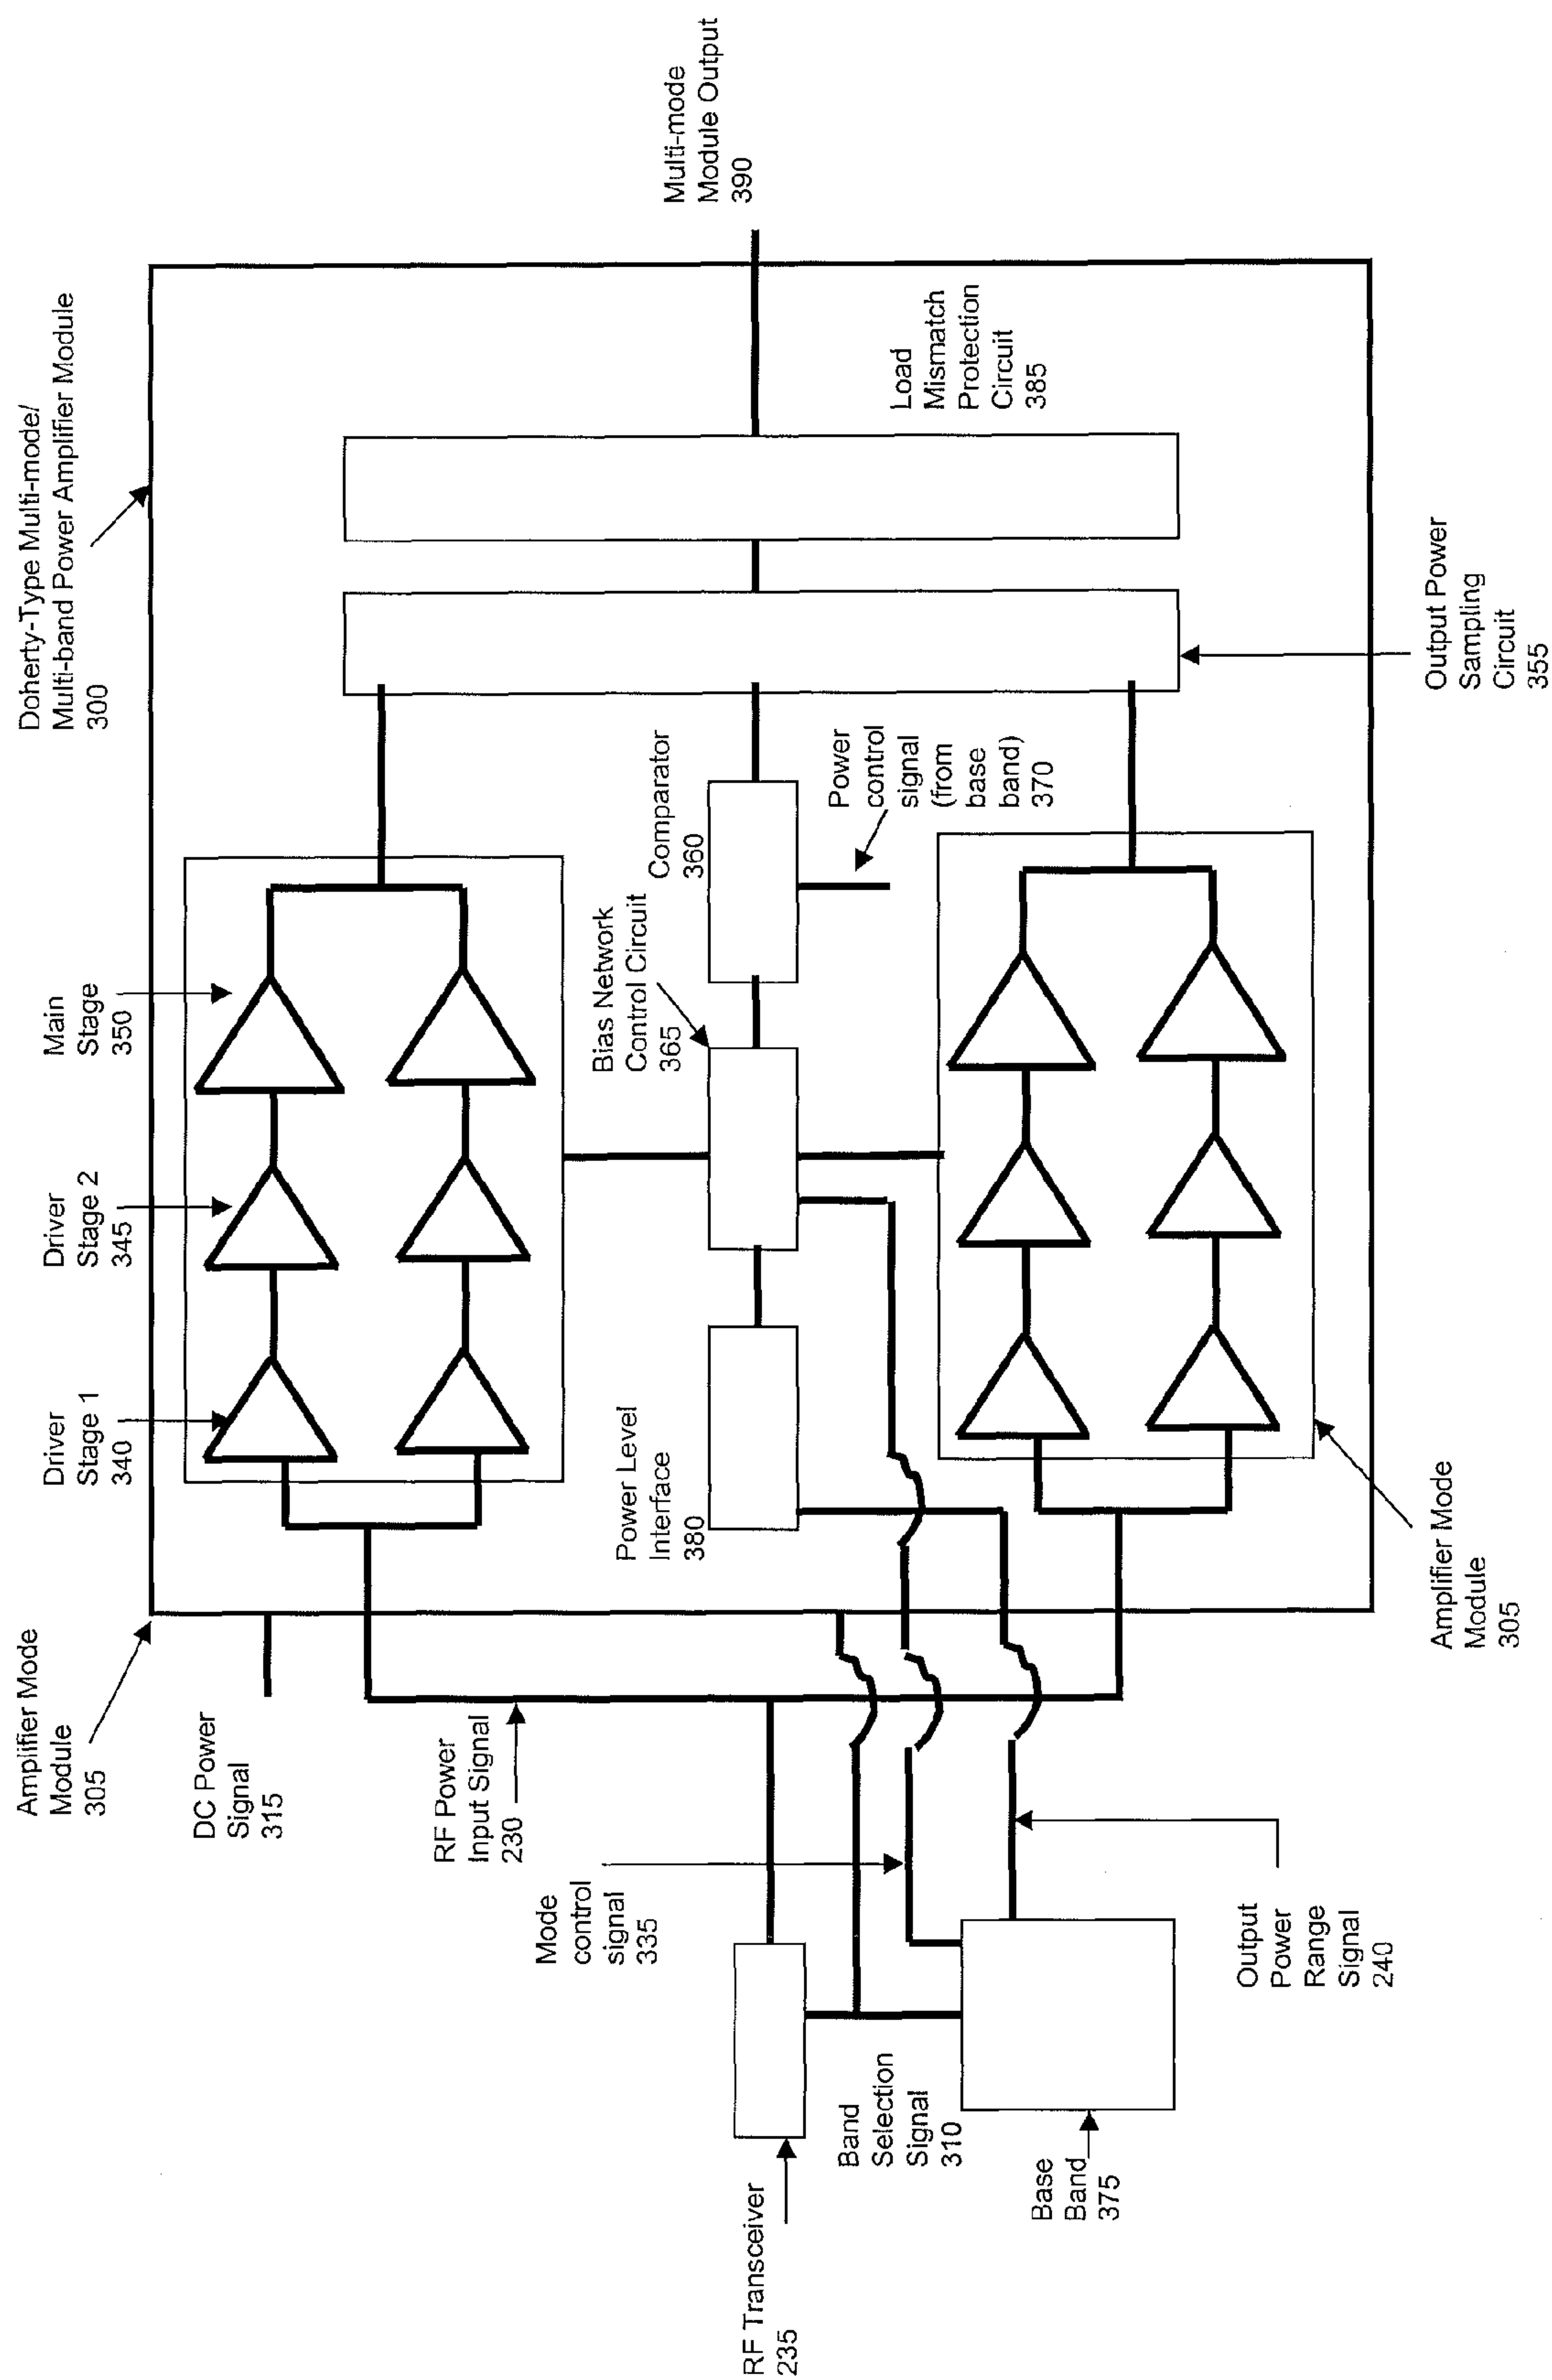 Doherty-Type Multi-mode/
Multi-band Power Amplifier Module
300
Amplifier Mode
Module
305
Driver
Stage 1
340
Driver
Stage 2
345
Main
Stage
350
DC Power
Signal
315
RF Power
Input Signal
230
Mode
control
signal
335
RF Transceiver
235
Band
Selection
Signal
310
Base
Band
375
Output
Power
Range
Signal
240
Power Level
Interface
380
Bias Network
Control Circuit
365
Comparator
360
Power
control
signal
(from
base
band)
370
Load
Mismatch
Protection
Circuit
385
Multi-mode
Module Output
390
Amplifier Mode
Module
305
Output Power
Sampling
Circuit
355